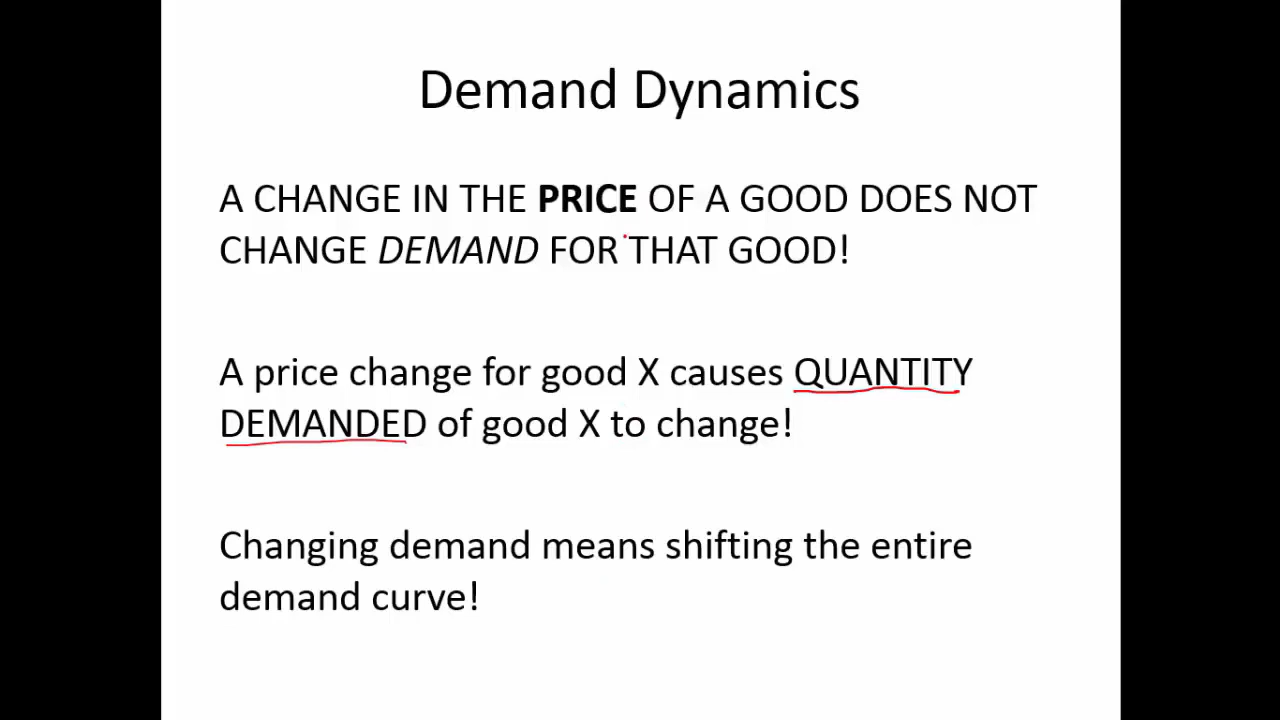 Demand Dynamics
A CHANGE IN THE PRICE OF A GOOD DOES NOT
CHANGE DEMAND FOR THAT GOOD!
A price change for good X causes QUANTITY
DEMANDED of good X to change!
Changing demand means shifting the entire
demand curve!